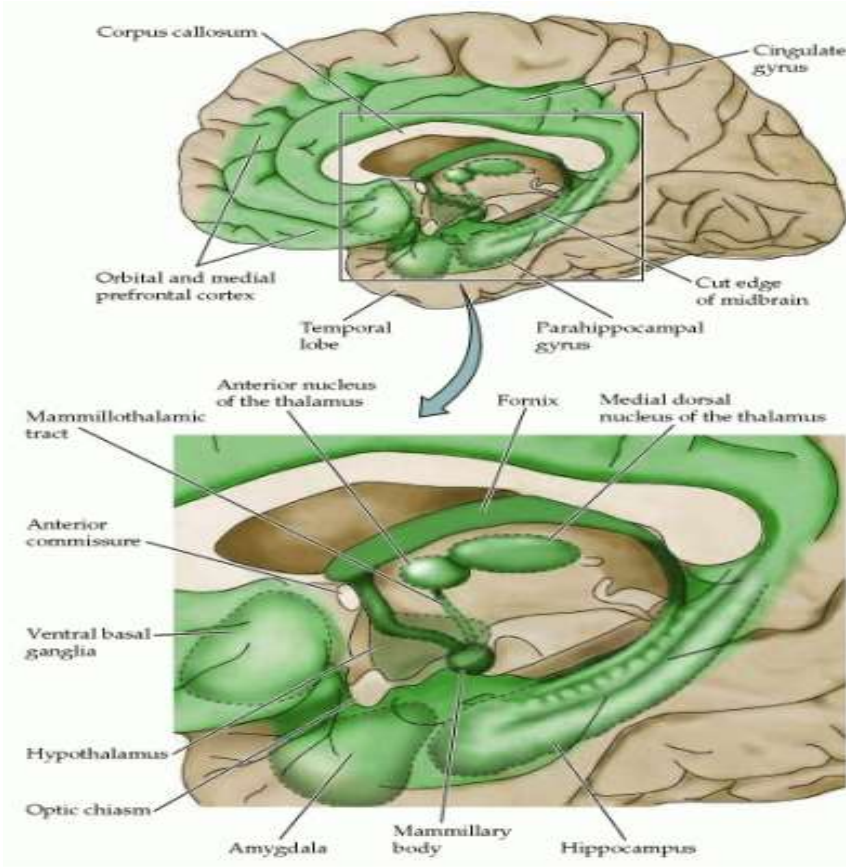 Corpus callosum
Cingulate
gyrus
Orbital and medial
prefrontal cortex
Cut edge
of midbrain
Temporal
lobe
Parahippocampal
gyrus
Anterior nucleus
of the thalamus
Fornix
Medial dorsal
nucleus of the thalamus
Mammillothalamic
tract
Anterior
commissure
Ventral basal
ganglia
Hypothalamus
Optic chiasm
Amygdala
Mammillary
body
Hippocampus